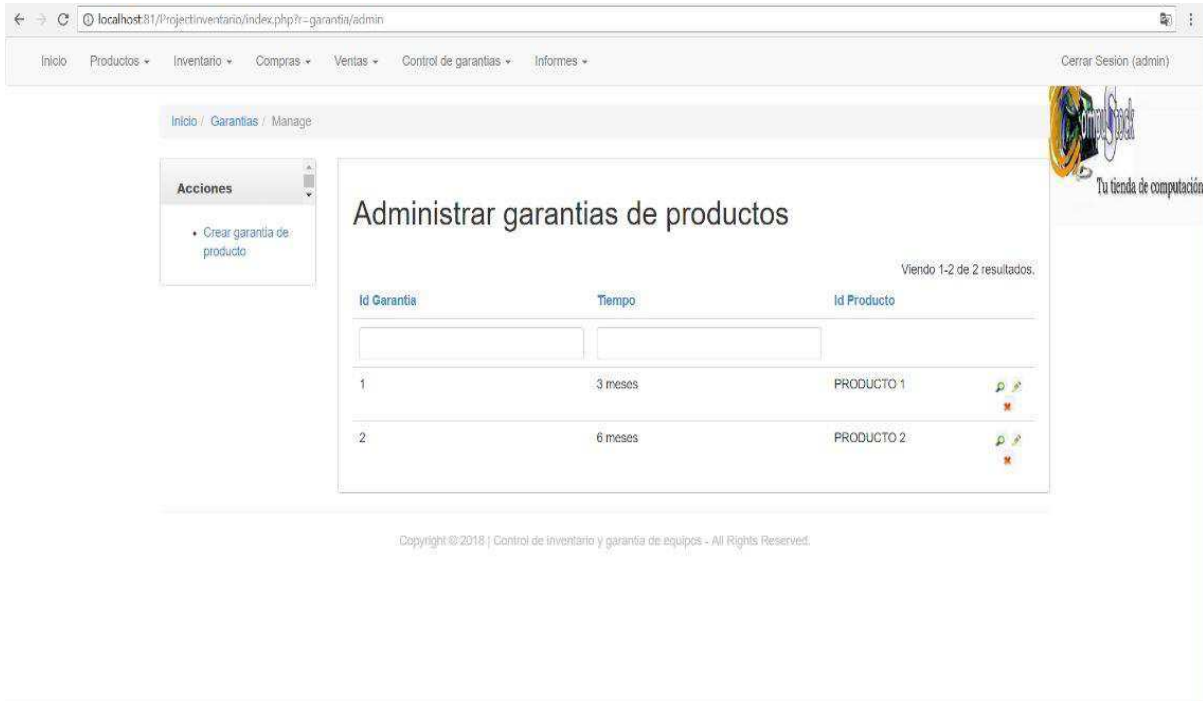 localhost:81/Projectinventario/index.php?r=garantia/admin
Inicio Productos Inventario Compras Ventas Control de garantias Informes Cerrar Sesión (admin)
Inicio / Garantias / Manage
CompuStock
Tu tienda de computación
Acciones
Crear garantia de
producto
Administrar garantias de productos
Viendo 1-2 de 2 resultados.
Id Garantia Tiempo Id Producto
1 3 meses PRODUCTO 1
2 6 meses PRODUCTO 2
Copyright © 2018 | Control de inventario y garantia de equipos - All Rights Reserved.